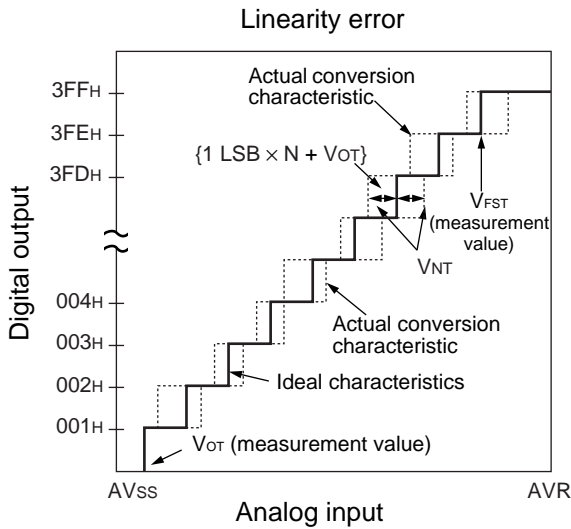 Linearity error
3FFH
3FEH
3FDH
004H
003H
002H
001H
Digital output
Actual conversion
characteristic
{1 LSB × N + VOT}
VFST
(measurement
value)
VNT
Actual conversion
characteristic
Ideal characteristics
VOT (measurement value)
AVSS
AVR
Analog input